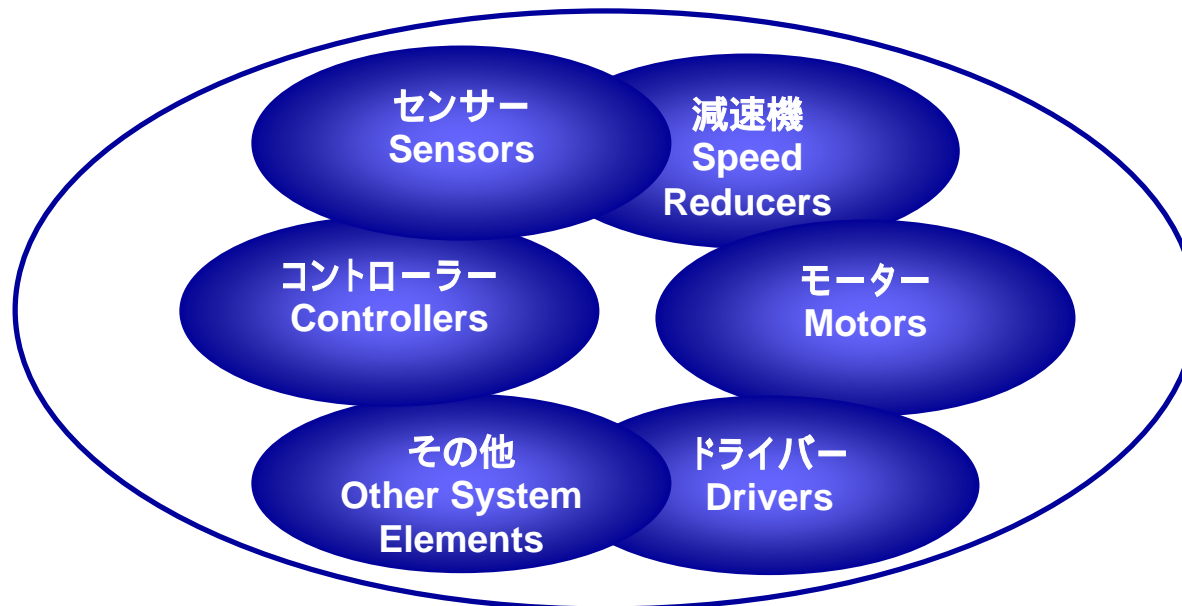 センサー
Sensors
減速機
Speed
Reducers
コントローラー
Controllers
モーター
Motors
その他
Other System
Elements
ドライバー
Drivers